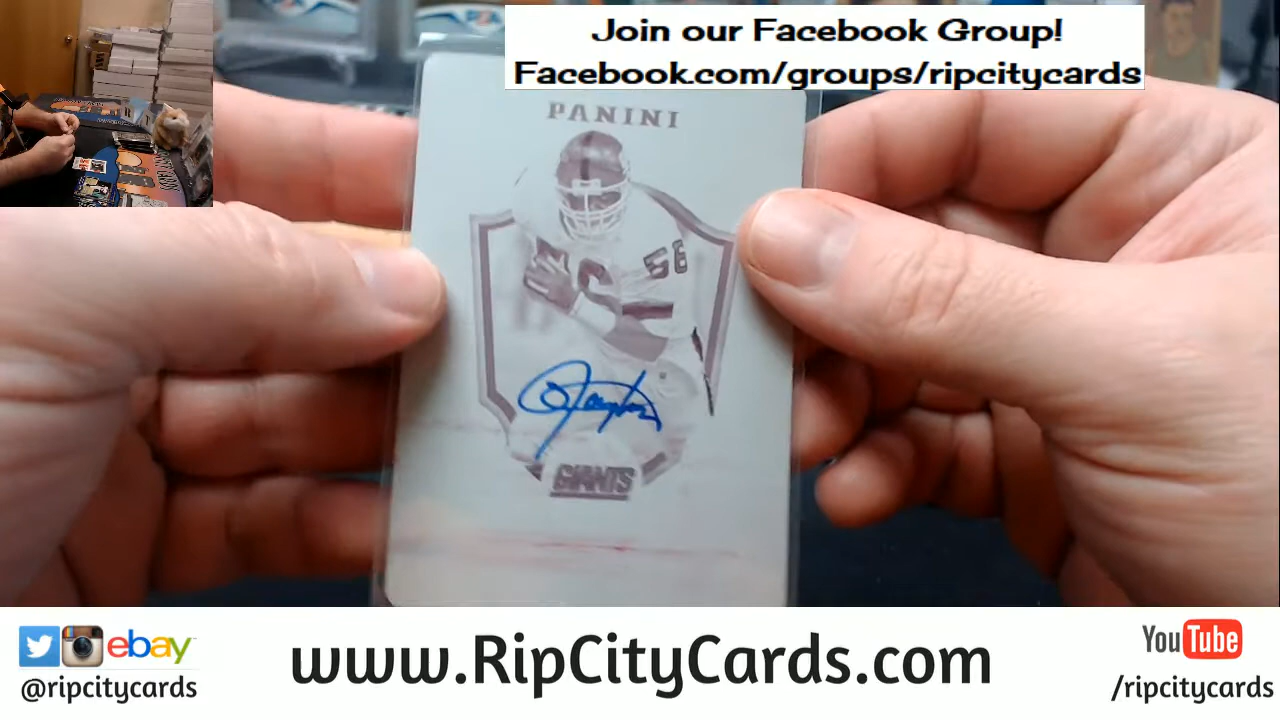 Join our Facebook Group!
Facebook.com/groups/ripcitycards
PANINI
56
GIANTS
ebay
@ripcitycards
www.RipCityCards.com
YouTube
/ripcitycards